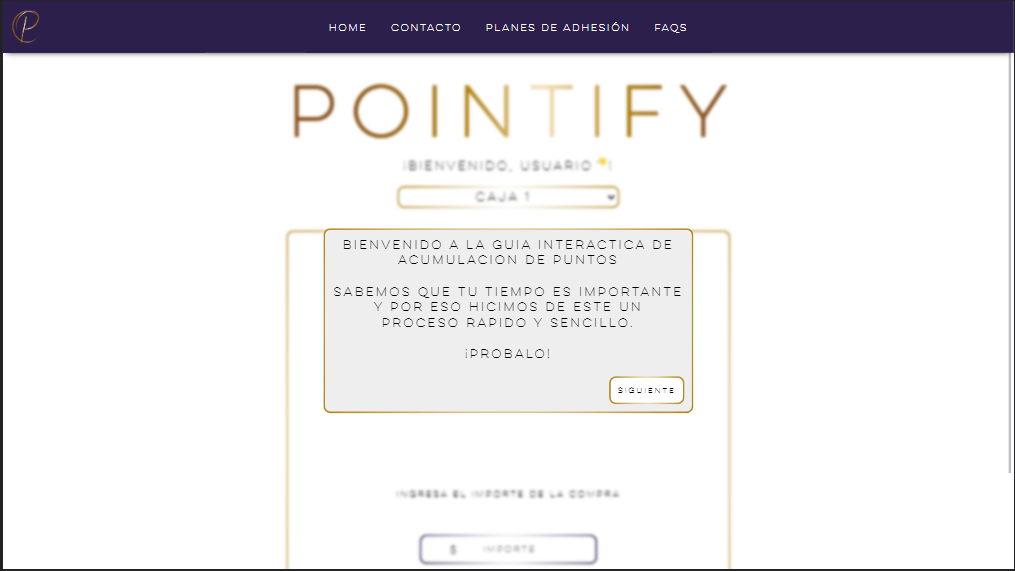 P
HOME CONTACTO PLANES DE ADHESIÓN FAQS
POINTIFY
¡BIENVENIDO, USUARIO !
CAJA 1
BIENVENIDO A LA GUIA INTERACTICA DE
ACUMULACION DE PUNTOS
SABEMOS QUE TU TIEMPO ES IMPORTANTE
Y POR ESO HICIMOS DE ESTE UN
PROCESO RAPIDO Y SENCILLO.
¡PROBALO!
SIGUIENTE
INGRESA EL IMPORTE DE LA COMPRA
$ IMPORTE